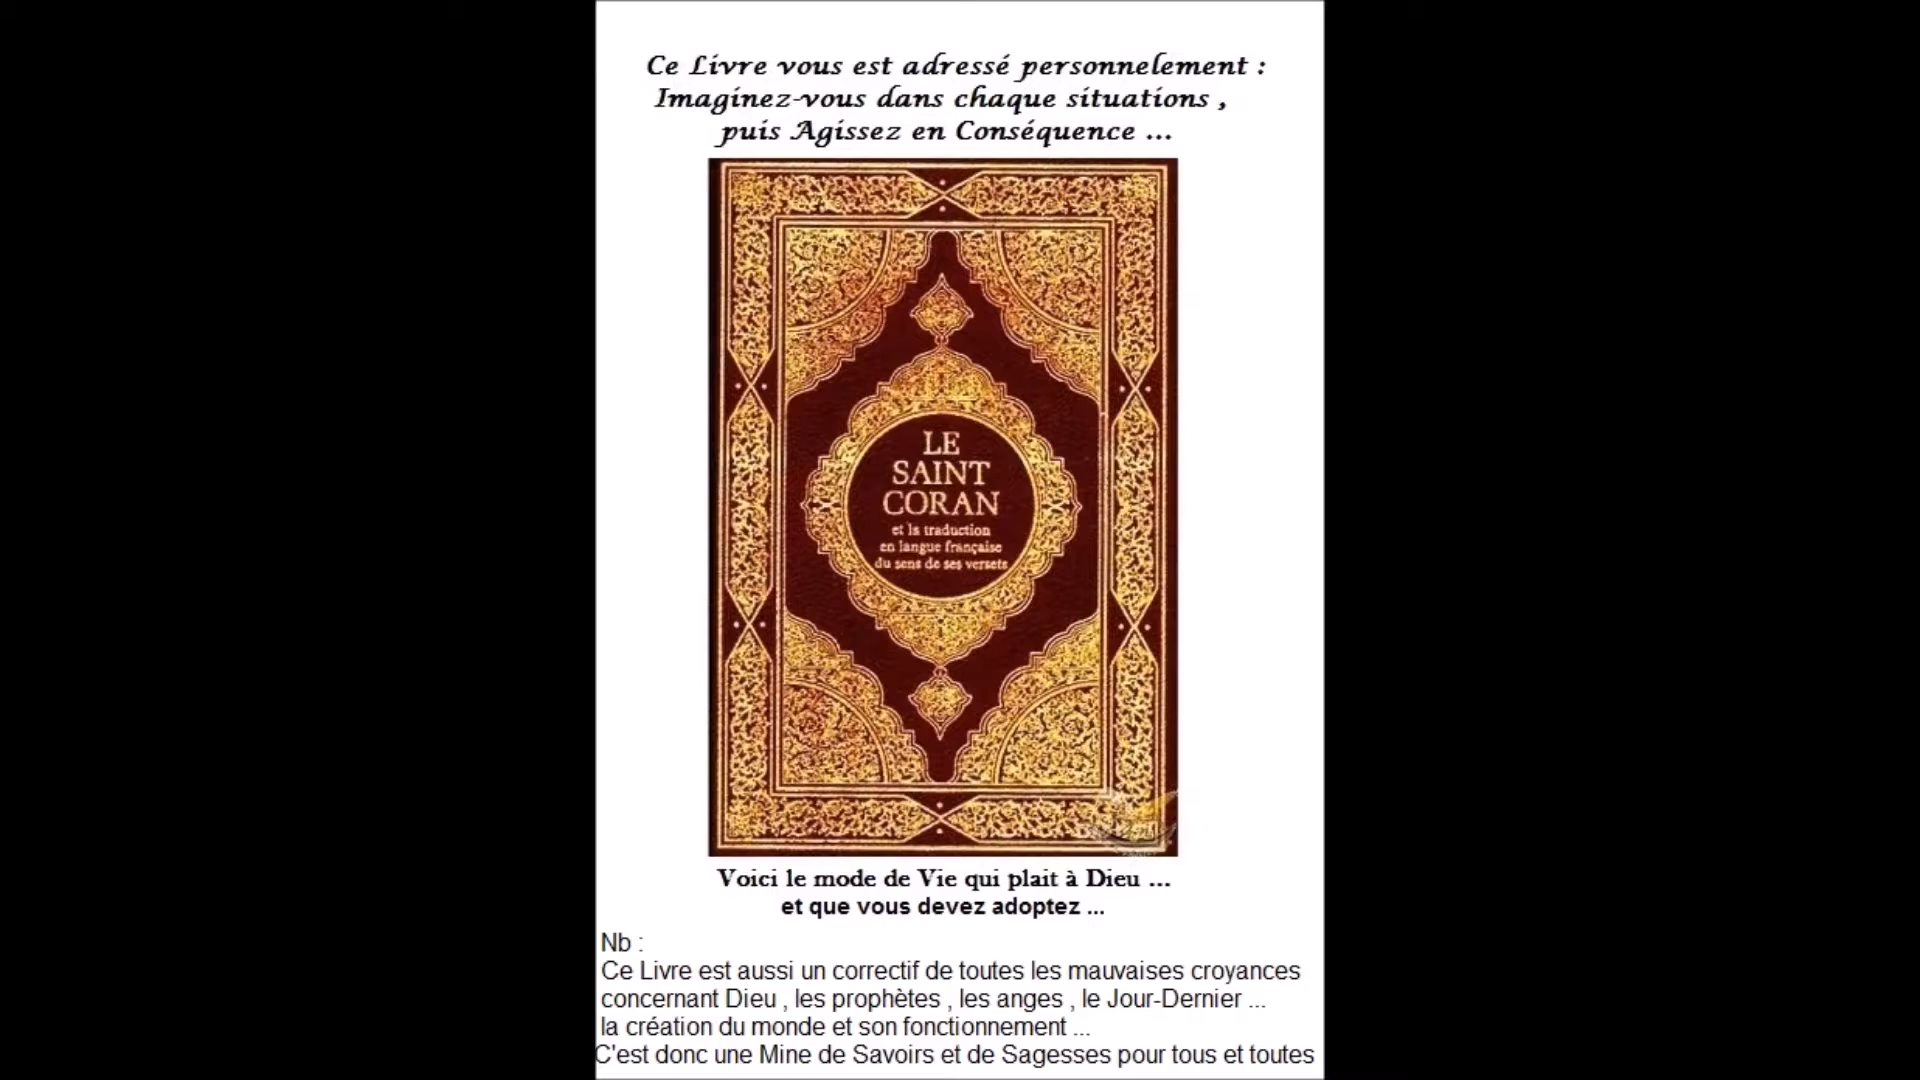 Ce Livre vous est adressé personnelement :
Imaginez-vous dans chaque situations ,
puis Agissez en Conséquence ...
LE
SAINT
CORAN
et la traduction
en langue française
du sens de ses versets
Voici le mode de Vie qui plait à Dieu ...
et que vous devez adoptez ...
Nb :
Ce Livre est aussi un correctif de toutes les mauvaises croyances
concernant Dieu , les prophètes , les anges , le Jour-Dernier ...
la création du monde et son fonctionnement ...
C'est donc une Mine de Savoirs et de Sagesses pour tous et toutes